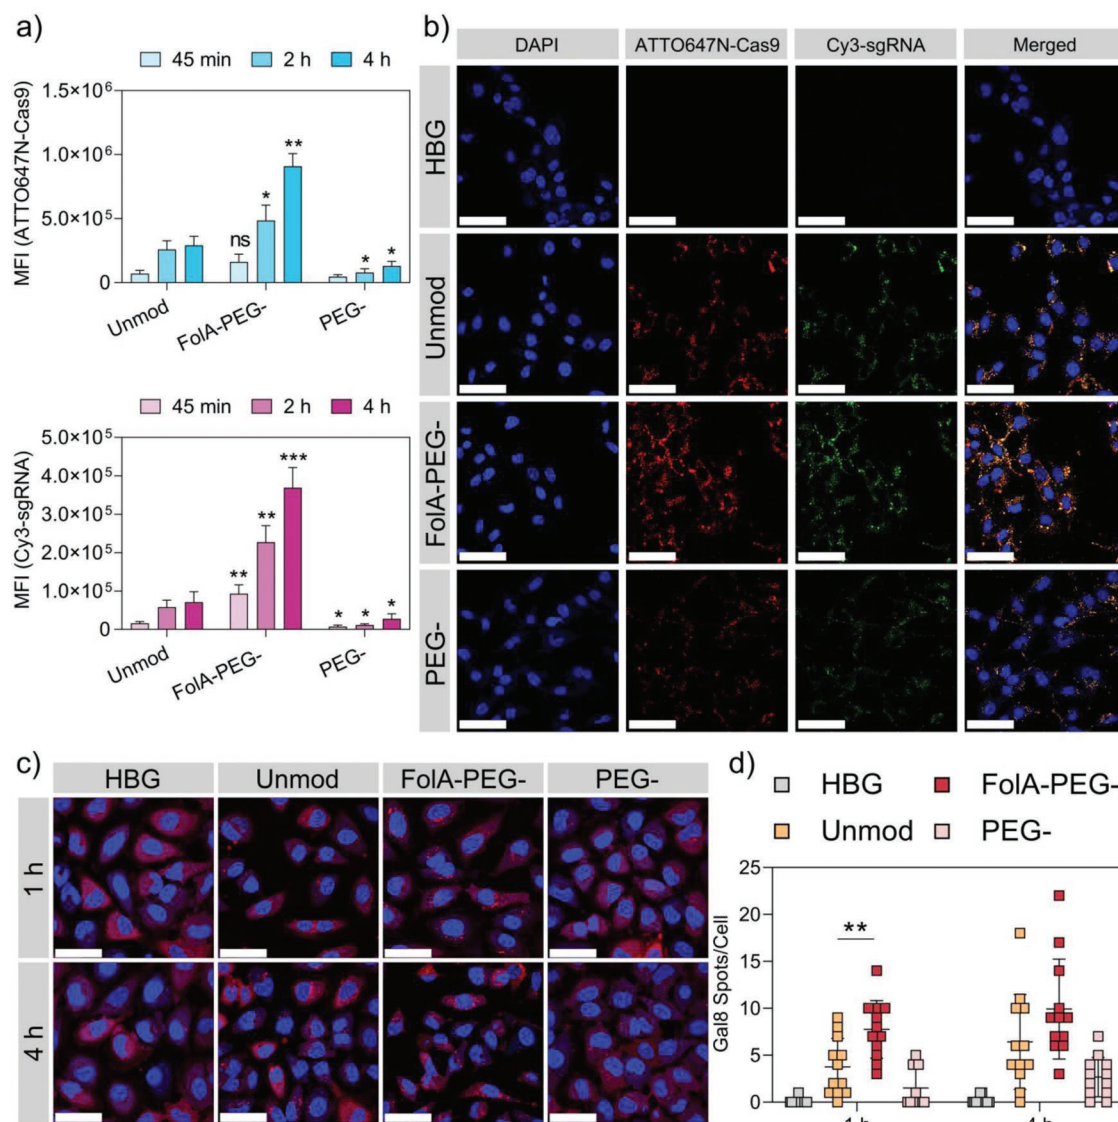 a)
45 min 2 h 4 h
1.5×10⁶
1.0×10⁶
5.0×10⁵
0
MFI (ATTO647N-Cas9)
ns * ** * *
Unmod FolA-PEG- PEG-
45 min 2 h 4 h
5.0×10⁵
4.0×10⁵
3.0×10⁵
2.0×10⁵
1.0×10⁵
0
MFI (Cy3-sgRNA)
** ** *** * * *
Unmod FolA-PEG- PEG-
b)
DAPI ATTO647N-Cas9 Cy3-sgRNA Merged
HBG
Unmod
FolA-PEG-
PEG-
c)
HBG Unmod FolA-PEG- PEG-
1 h
4 h
d)
HBG FolA-PEG-
Unmod PEG-
25
20
15
10
5
0
Gal8 Spots/Cell
**
1 h 4 h